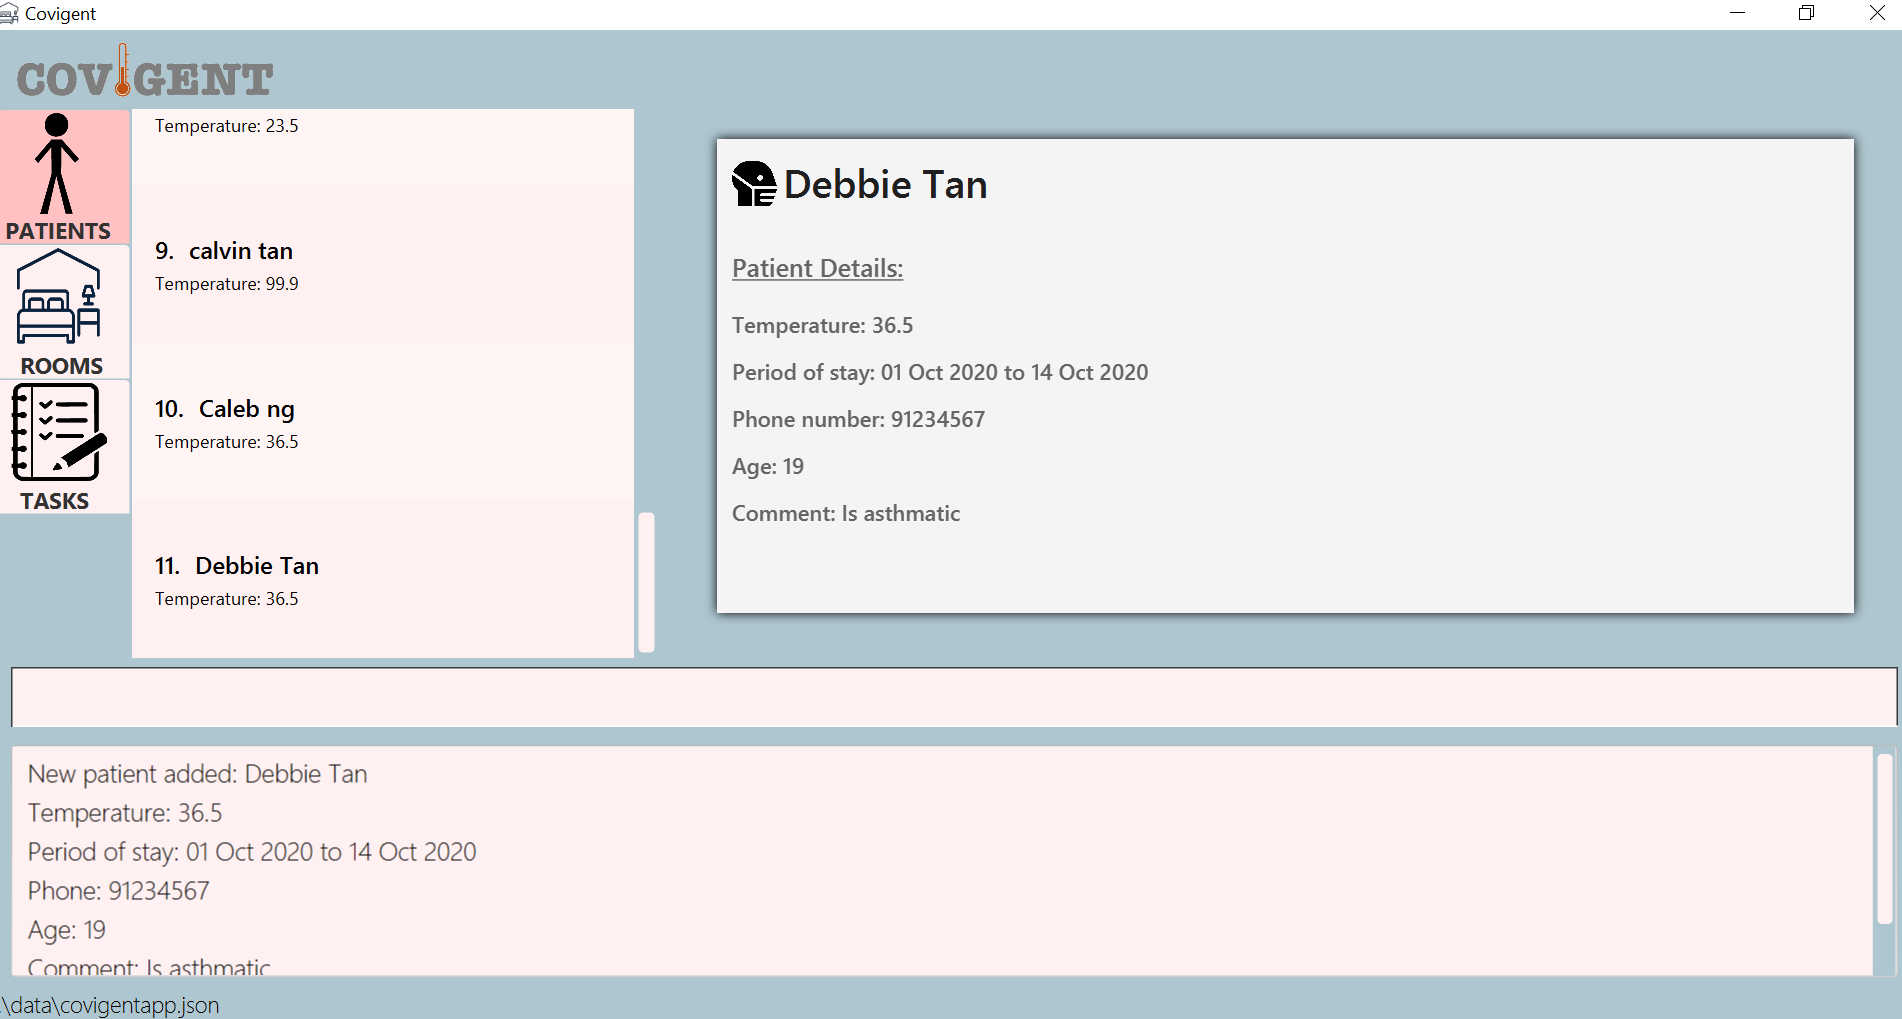 Covigent
COVIGENT
PATIENTS
ROOMS
TASKS
Temperature: 23.5
9. calvin tan
Temperature: 99.9
10. Caleb ng
Temperature: 36.5
11. Debbie Tan
Temperature: 36.5
Debbie Tan
Patient Details:
Temperature: 36.5
Period of stay: 01 Oct 2020 to 14 Oct 2020
Phone number: 91234567
Age: 19
Comment: Is asthmatic
New patient added: Debbie Tan
Temperature: 36.5
Period of stay: 01 Oct 2020 to 14 Oct 2020
Phone: 91234567
Age: 19
Comment: Is asthmatic
.\data\covigentapp.json